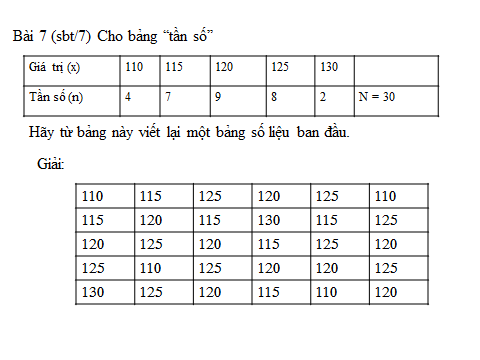 Bài 7 (sbt/7) Cho bảng “tần số”
Giá trị (x) 110 115 120 125 130
Tần số (n) 4 7 9 8 2 N = 30
Hãy từ bảng này viết lại một bảng số liệu ban đầu.
Giải:
110 115 125 120 125 110
115 120 115 130 115 125
120 125 120 115 125 120
125 110 125 120 120 125
130 125 120 115 110 120